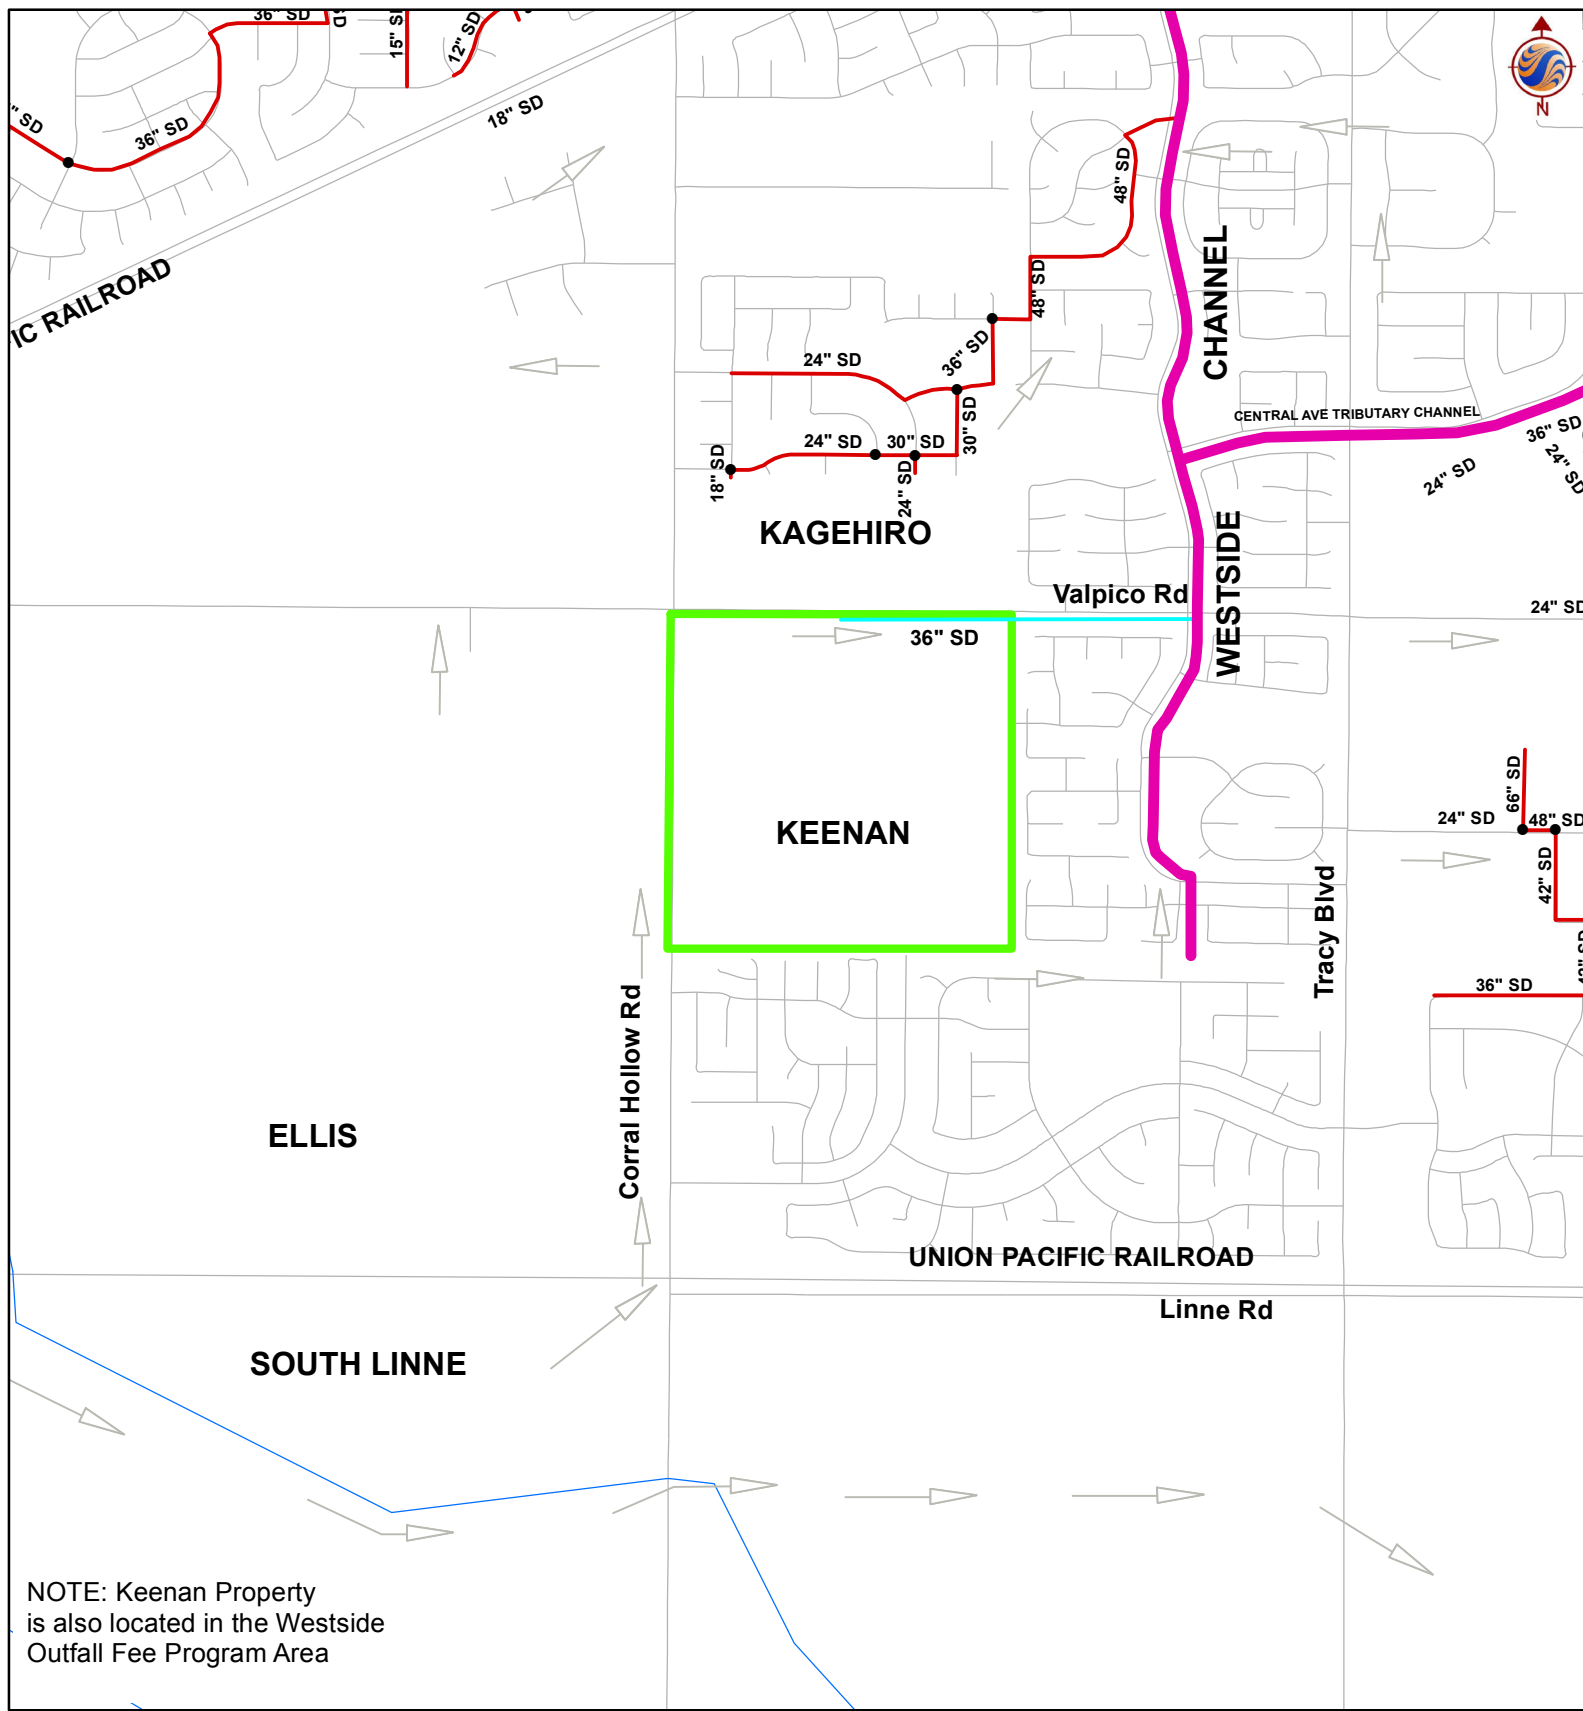 36" SD
SD
15" SD
12" SD
18" SD
" SD
36" SD
N
48" SD
IC RAILROAD
48" SD
CHANNEL
24" SD
36" SD
30" SD
CENTRAL AVE TRIBUTARY CHANNEL
36" SD
24" SD
24" SD
24" SD
30" SD
18" SD
24" SD
KAGEHIRO
WESTSIDE
Valpico Rd
24" SD
36" SD
KEENAN
66" SD
24" SD
48" SD
42" SD
Tracy Blvd
36" SD
Corral Hollow Rd
ELLIS
UNION PACIFIC RAILROAD
Linne Rd
SOUTH LINNE
NOTE: Keenan Property
is also located in the Westside
Outfall Fee Program Area